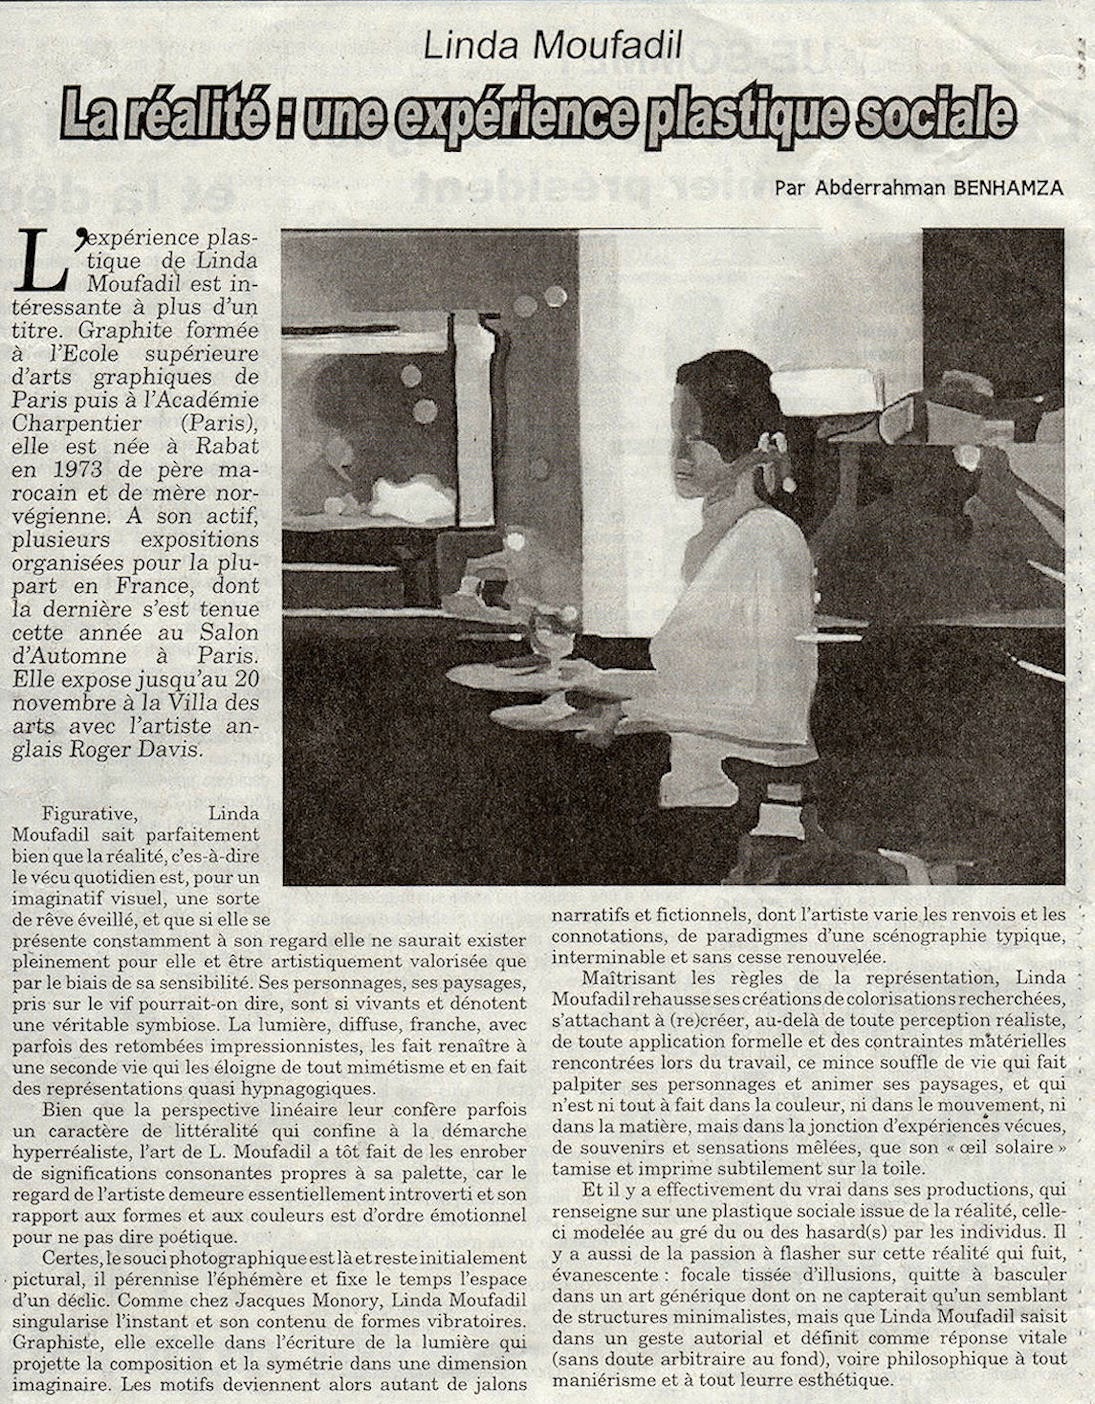 Linda Moufadil
La réalité : une expérience plastique sociale
Par Abderrahman BENHAMZA
L'expérience plas-
tique de Linda
Moufadil est in-
téressante à plus d'un
titre. Graphite formée
à l'Ecole supérieure
d'arts graphiques de
Paris puis à l'Académie
Charpentier (Paris),
elle est née à Rabat
en 1973 de père ma-
rocain et de mère nor-
végienne. A son actif,
plusieurs expositions
organisées pour la plu-
part en France, dont
la dernière s'est tenue
cette année au Salon
d'Automne à Paris.
Elle expose jusqu'au 20
novembre à la Villa des
arts avec l'artiste an-
glais Roger Davis.
Figurative, Linda
Moufadil sait parfaitement
bien que la réalité, c'es-à-dire
le vécu quotidien est, pour un
imaginatif visuel, une sorte
de rêve éveillé, et que si elle se
présente constamment à son regard elle ne saurait exister
pleinement pour elle et être artistiquement valorisée que
par le biais de sa sensibilité. Ses personnages, ses paysages,
pris sur le vif pourrait-on dire, sont si vivants et dénotent
une véritable symbiose. La lumière, diffuse, franche, avec
parfois des retombées impressionnistes, les fait renaître à
une seconde vie qui les éloigne de tout mimétisme et en fait
des représentations quasi hypnagogiques.
Bien que la perspective linéaire leur confère parfois
un caractère de littéralité qui confine à la démarche
hyperréaliste, l'art de L. Moufadil a tôt fait de les enrober
de significations consonantes propres à sa palette, car le
regard de l'artiste demeure essentiellement introverti et son
rapport aux formes et aux couleurs est d'ordre émotionnel
pour ne pas dire poétique.
Certes, le souci photographique est là et reste initialement
pictural, il pérennise l'éphémère et fixe le temps l'espace
d'un déclic. Comme chez Jacques Monory, Linda Moufadil
singularise l'instant et son contenu de formes vibratoires.
Graphiste, elle excelle dans l'écriture de la lumière qui
projette la composition et la symétrie dans une dimension
imaginaire. Les motifs deviennent alors autant de jalons
narratifs et fictionnels, dont l'artiste varie les renvois et les
connotations, de paradigmes d'une scénographie typique,
interminable et sans cesse renouvelée.
Maîtrisant les règles de la représentation, Linda
Moufadil rehausse ses créations de colorisations recherchées,
s'attachant à (re)créer, au-delà de toute perception réaliste,
de toute application formelle et des contraintes matérielles
rencontrées lors du travail, ce mince souffle de vie qui fait
palpiter ses personnages et animer ses paysages, et qui
n'est ni tout à fait dans la couleur, ni dans le mouvement, ni
dans la matière, mais dans la jonction d'expériences vécues,
de souvenirs et sensations mêlées, que son « œil solaire »
tamise et imprime subtilement sur la toile.
Et il y a effectivement du vrai dans ses productions, qui
renseigne sur une plastique sociale issue de la réalité, celle-
ci modelée au gré du ou des hasard(s) par les individus. Il
y a aussi de la passion à flasher sur cette réalité qui fuit,
évanescente : focale tissée d'illusions, quitte à basculer
dans un art générique dont on ne capterait qu'un semblant
de structures minimalistes, mais que Linda Moufadil saisit
dans un geste autorial et définit comme réponse vitale
(sans doute arbitraire au fond), voire philosophique à tout
maniérisme et à tout leurre esthétique.